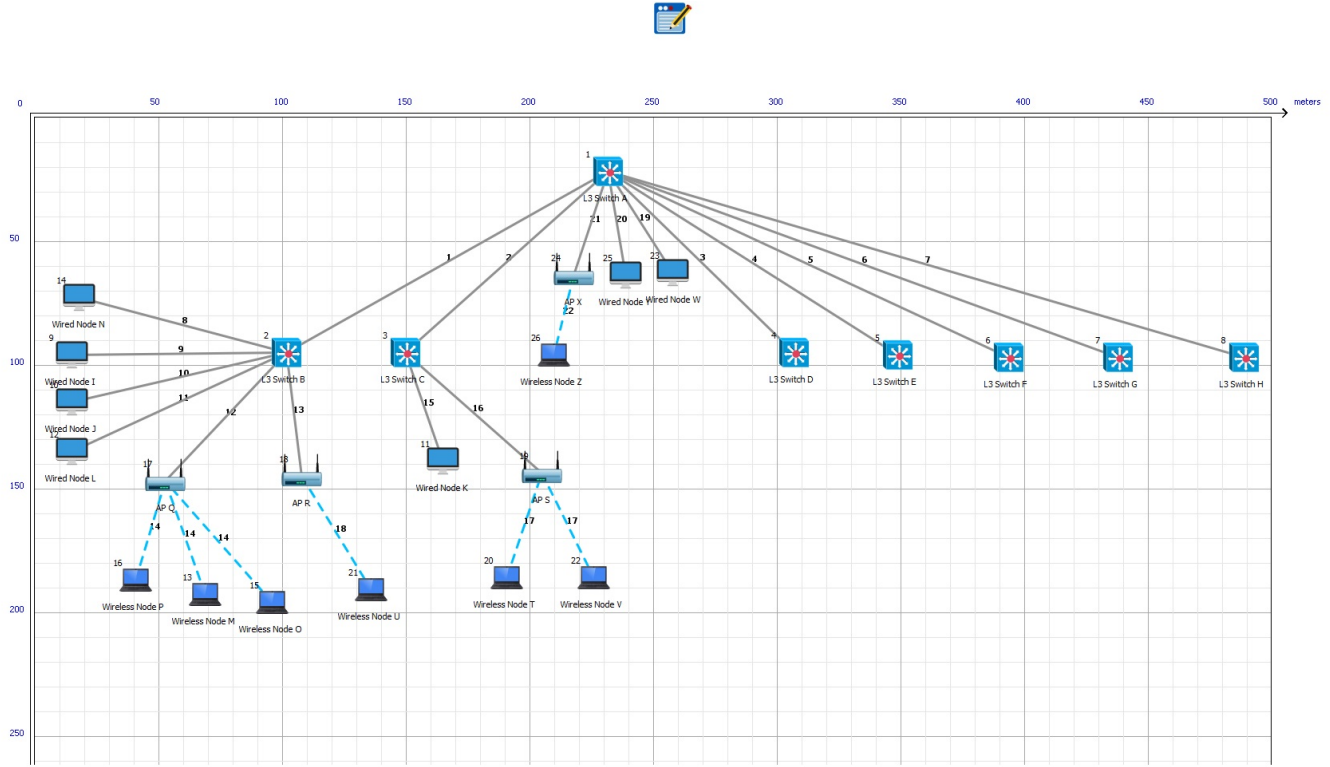 0 50 100 150 200 250 300 350 400 450 500 meters
1
L3 Switch A
21 20 19
50
1 2 3 4 5 6 7
24 25 23
14
AP X
Wired Node W
22
Wired Node N
8
9 2 3 26 4 5 6 7 8
9
100
Wired Node I
10
L3 Switch B
L3 Switch C
Wireless Node Z
L3 Switch D
L3 Switch E
L3 Switch F
L3 Switch G
L3 Switch H
10
11
12 13
15 16
Wired Node J
12
11
Wired Node L
17 18
19
Wired Node K
150
AP Q
AP R
AP S
14 14 14
18
17 17
16 13 15
21
20 22
Wireless Node P
Wireless Node M
Wireless Node O
Wireless Node U
Wireless Node T
Wireless Node V
200
250